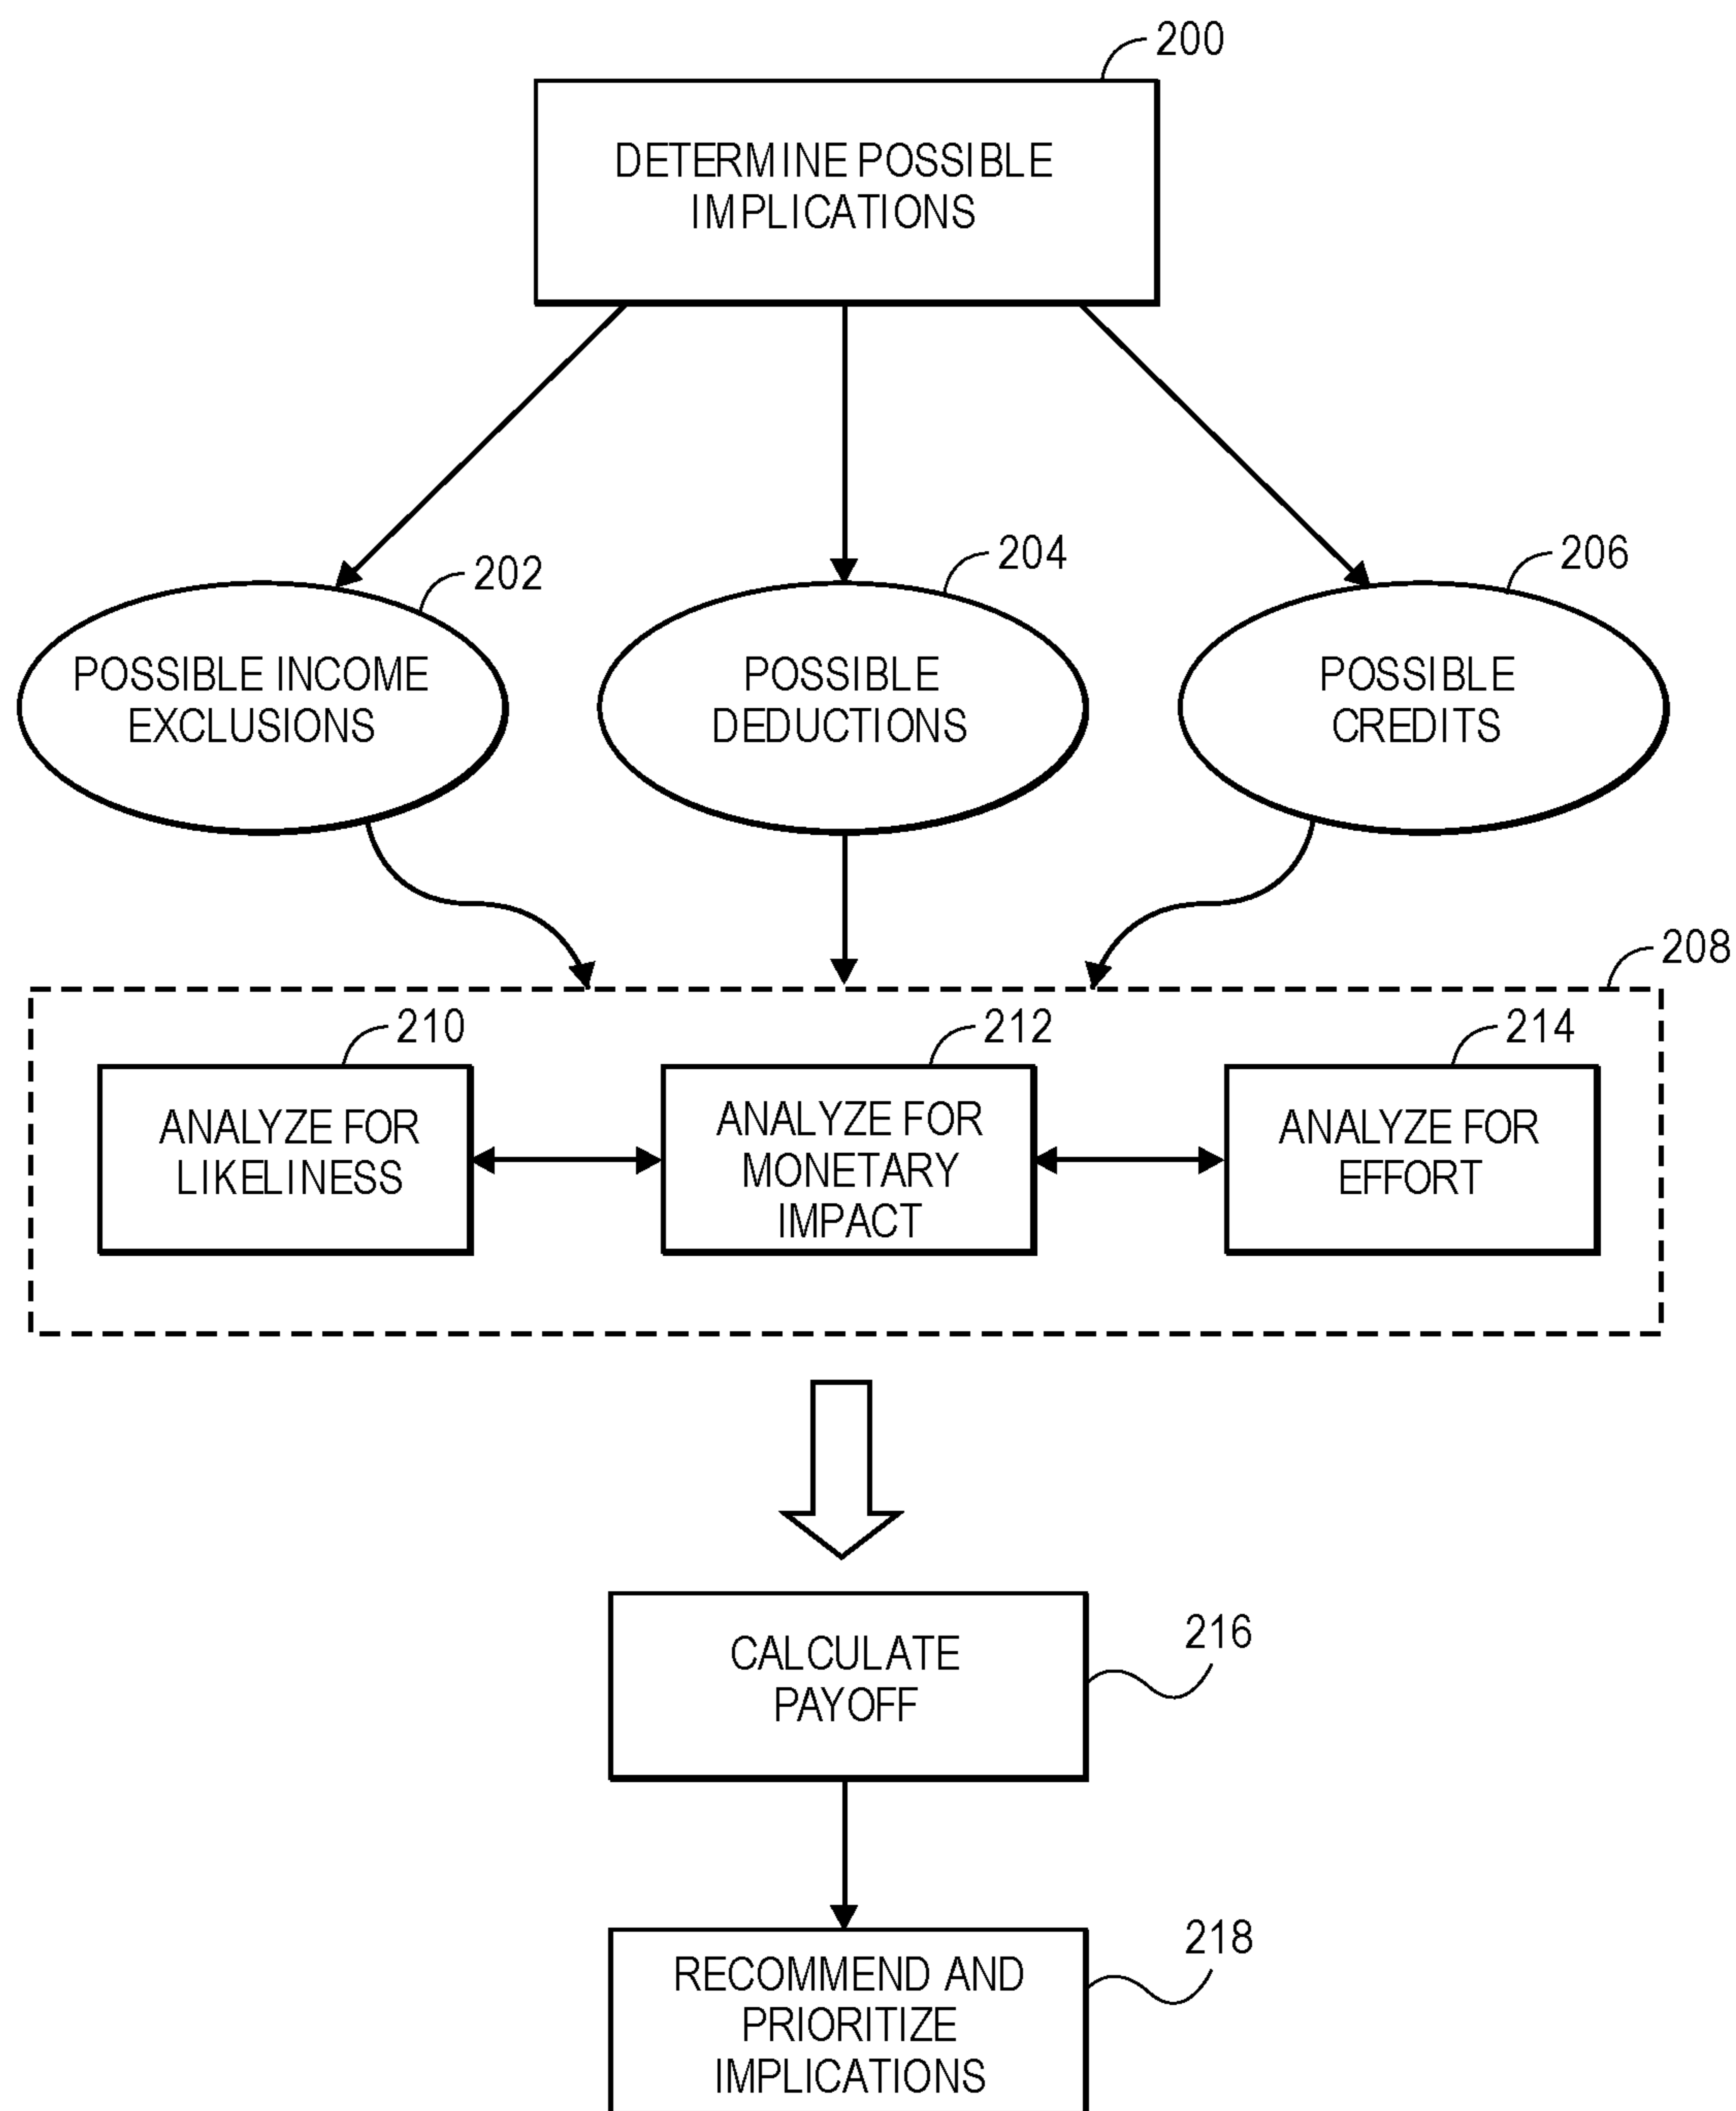 200
DETERMINE POSSIBLE
IMPLICATIONS
202
204
206
POSSIBLE INCOME
EXCLUSIONS
POSSIBLE
DEDUCTIONS
POSSIBLE
CREDITS
208
210
212
214
ANALYZE FOR
LIKELINESS
ANALYZE FOR
MONETARY
IMPACT
ANALYZE FOR
EFFORT
CALCULATE
PAYOFF
216
RECOMMEND AND
PRIORITIZE
IMPLICATIONS
218